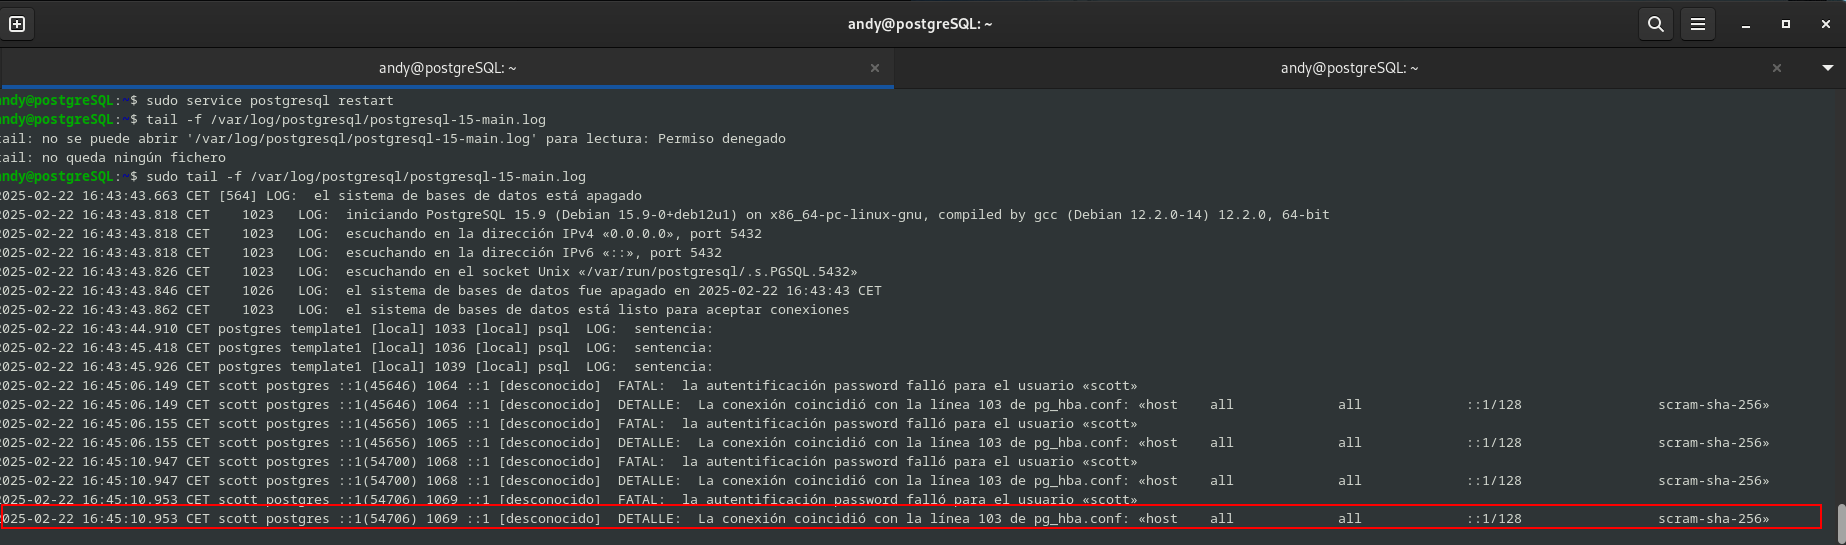 andy@postgreSQL: ~
andy@postgreSQL: ~
andy@postgreSQL: ~
andy@postgreSQL:~$ sudo service postgresql restart
andy@postgreSQL:~$ tail -f /var/log/postgresql/postgresql-15-main.log
tail: no se puede abrir '/var/log/postgresql/postgresql-15-main.log' para lectura: Permiso denegado
tail: no queda ningún fichero
andy@postgreSQL:~$ sudo tail -f /var/log/postgresql/postgresql-15-main.log
2025-02-22 16:43:43.663 CET [564] LOG:  el sistema de bases de datos está apagado
2025-02-22 16:43:43.818 CET    1023   LOG:  iniciando PostgreSQL 15.9 (Debian 15.9-0+deb12u1) on x86_64-pc-linux-gnu, compiled by gcc (Debian 12.2.0-14) 12.2.0, 64-bit
2025-02-22 16:43:43.818 CET    1023   LOG:  escuchando en la dirección IPv4 «0.0.0.0», port 5432
2025-02-22 16:43:43.818 CET    1023   LOG:  escuchando en la dirección IPv6 «::», port 5432
2025-02-22 16:43:43.826 CET    1023   LOG:  escuchando en el socket Unix «/var/run/postgresql/.s.PGSQL.5432»
2025-02-22 16:43:43.846 CET    1026   LOG:  el sistema de bases de datos fue apagado en 2025-02-22 16:43:43 CET
2025-02-22 16:43:43.862 CET    1023   LOG:  el sistema de bases de datos está listo para aceptar conexiones
2025-02-22 16:43:44.910 CET postgres template1 [local] 1033 [local] psql  LOG:  sentencia:
2025-02-22 16:43:45.418 CET postgres template1 [local] 1036 [local] psql  LOG:  sentencia:
2025-02-22 16:43:45.926 CET postgres template1 [local] 1039 [local] psql  LOG:  sentencia:
2025-02-22 16:45:06.149 CET scott postgres ::1(45646) 1064 ::1 [desconocido]  FATAL:  la autentificación password falló para el usuario «scott»
2025-02-22 16:45:06.149 CET scott postgres ::1(45646) 1064 ::1 [desconocido]  DETALLE:  La conexión coincidió con la línea 103 de pg_hba.conf: «host    all             all             ::1/128                 scram-sha-256»
2025-02-22 16:45:06.155 CET scott postgres ::1(45656) 1065 ::1 [desconocido]  FATAL:  la autentificación password falló para el usuario «scott»
2025-02-22 16:45:06.155 CET scott postgres ::1(45656) 1065 ::1 [desconocido]  DETALLE:  La conexión coincidió con la línea 103 de pg_hba.conf: «host    all             all             ::1/128                 scram-sha-256»
2025-02-22 16:45:10.947 CET scott postgres ::1(54700) 1068 ::1 [desconocido]  FATAL:  la autentificación password falló para el usuario «scott»
2025-02-22 16:45:10.947 CET scott postgres ::1(54700) 1068 ::1 [desconocido]  DETALLE:  La conexión coincidió con la línea 103 de pg_hba.conf: «host    all             all             ::1/128                 scram-sha-256»
2025-02-22 16:45:10.953 CET scott postgres ::1(54706) 1069 ::1 [desconocido]  FATAL:  la autentificación password falló para el usuario «scott»
2025-02-22 16:45:10.953 CET scott postgres ::1(54706) 1069 ::1 [desconocido]  DETALLE:  La conexión coincidió con la línea 103 de pg_hba.conf: «host    all             all             ::1/128                 scram-sha-256»